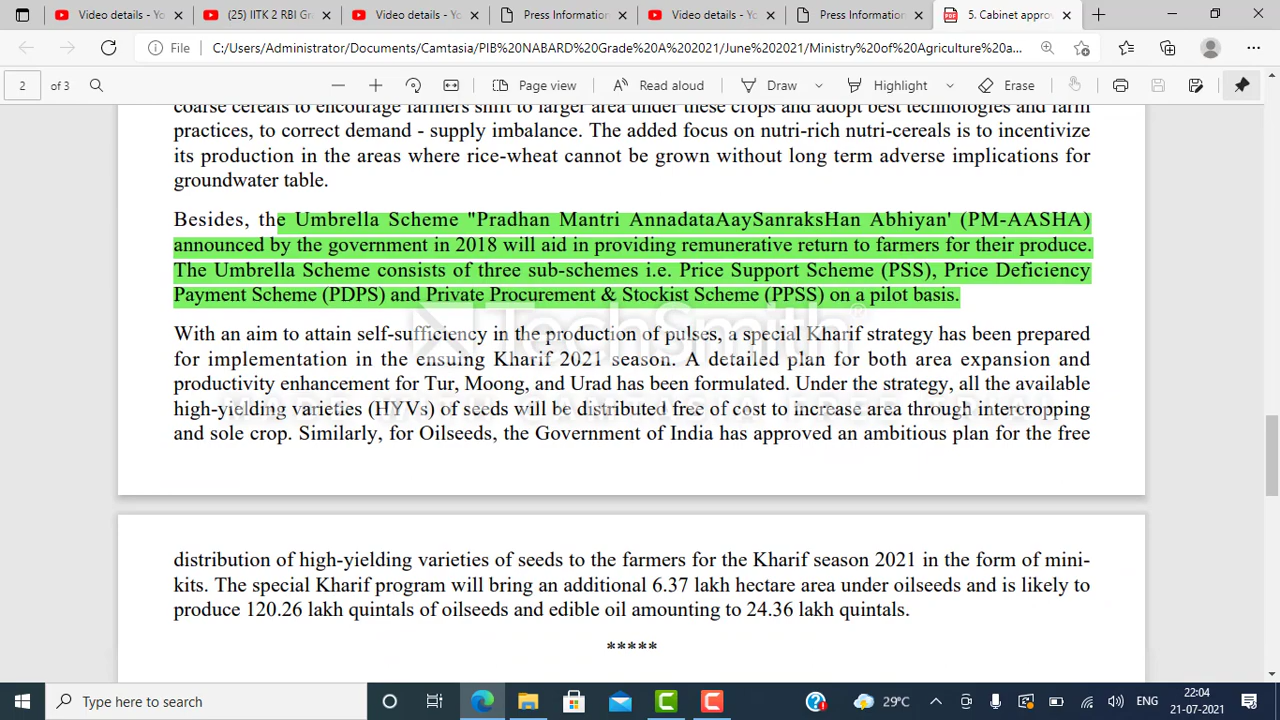 Video details - Yo
(25) IITK 2 RBI Gr
Video details - Yo
Press Information
Video details - Yo
Press Information
5. Cabinet approv
File
C:/Users/Administrator/Documents/Camtasia/PIB%20NABARD%20Grade%20A%202021/June%202021/Ministry%20of%20Agriculture%20a...
2 of 3
Page view
Read aloud
Draw
Highlight
Erase
coarse cereals to encourage farmers shift to larger area under these crops and adopt best technologies and farm
practices, to correct demand - supply imbalance. The added focus on nutri-rich nutri-cereals is to incentivize
its production in the areas where rice-wheat cannot be grown without long term adverse implications for
groundwater table.
Besides, the Umbrella Scheme "Pradhan Mantri AnnadataAaySanraksHan Abhiyan' (PM-AASHA)
announced by the government in 2018 will aid in providing remunerative return to farmers for their produce.
The Umbrella Scheme consists of three sub-schemes i.e. Price Support Scheme (PSS), Price Deficiency
Payment Scheme (PDPS) and Private Procurement & Stockist Scheme (PPSS) on a pilot basis.
With an aim to attain self-sufficiency in the production of pulses, a special Kharif strategy has been prepared
for implementation in the ensuing Kharif 2021 season. A detailed plan for both area expansion and
productivity enhancement for Tur, Moong, and Urad has been formulated. Under the strategy, all the available
high-yielding varieties (HYVs) of seeds will be distributed free of cost to increase area through intercropping
and sole crop. Similarly, for Oilseeds, the Government of India has approved an ambitious plan for the free
TechSmith
MADE WITH CAMTASIA FREE TRIAL
distribution of high-yielding varieties of seeds to the farmers for the Kharif season 2021 in the form of mini-
kits. The special Kharif program will bring an additional 6.37 lakh hectare area under oilseeds and is likely to
produce 120.26 lakh quintals of oilseeds and edible oil amounting to 24.36 lakh quintals.
*****
Type here to search
29°C
ENG
22:04
21-07-2021